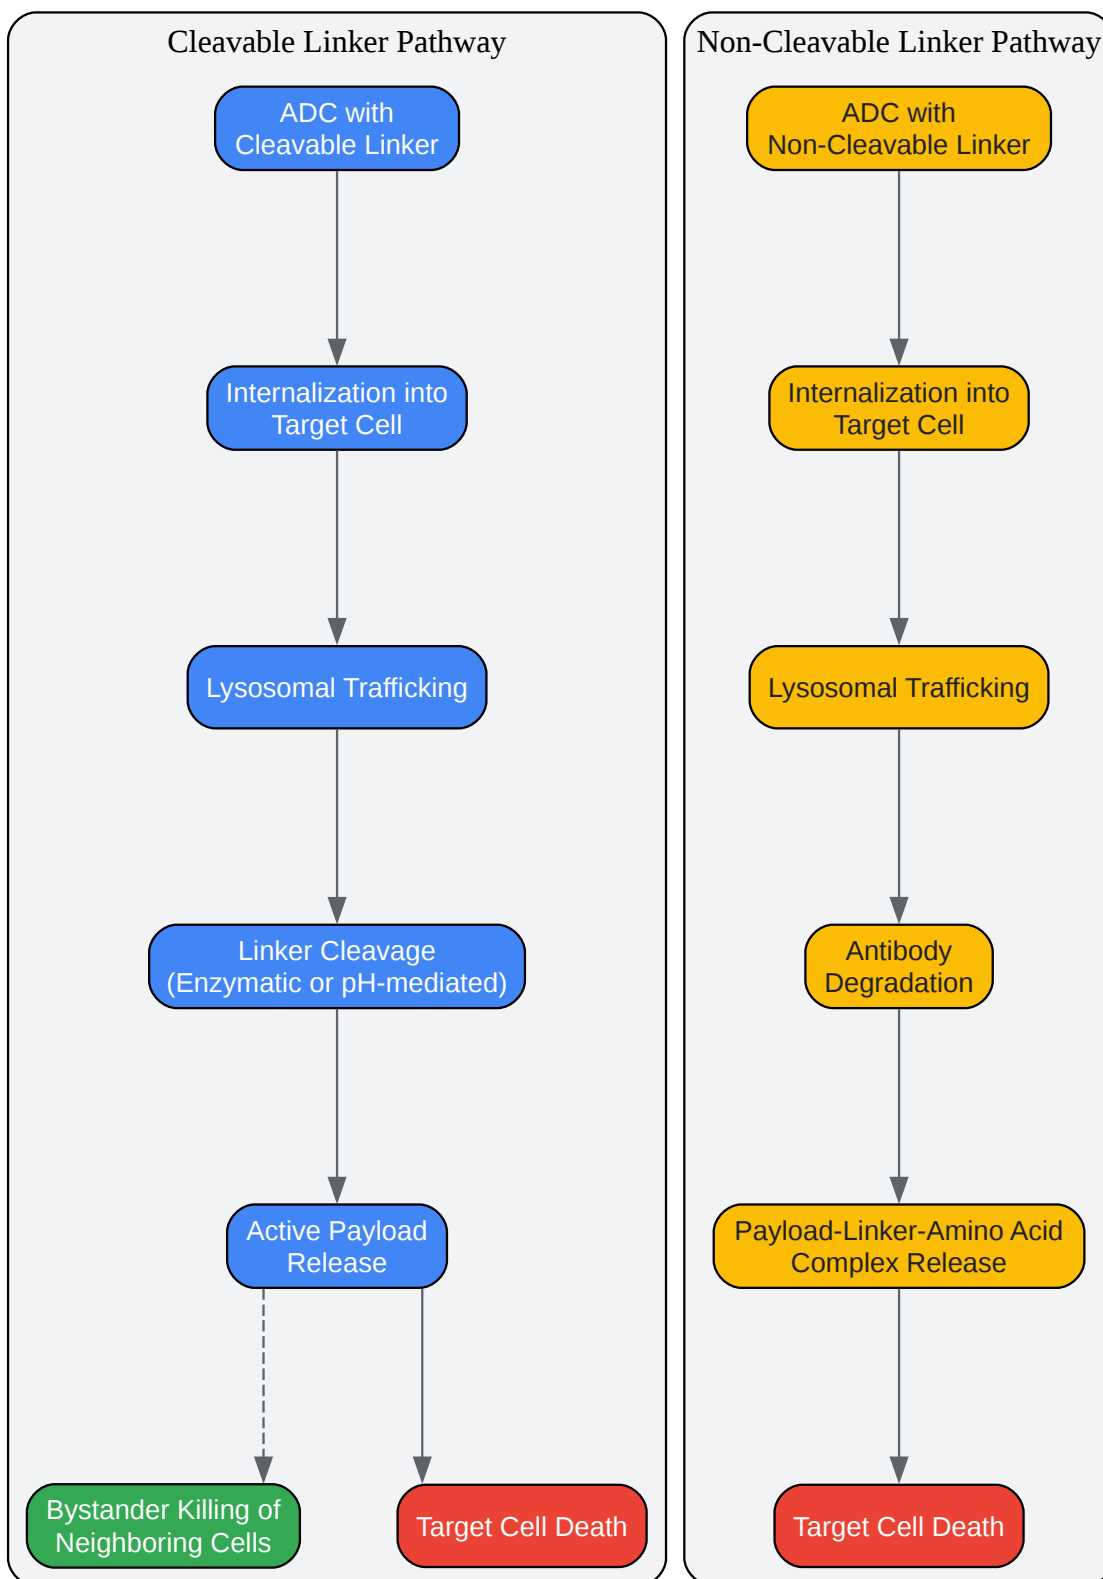 Cleavable Linker Pathway
ADC with
Cleavable Linker
Internalization into
Target Cell
Lysosomal Trafficking
Linker Cleavage
(Enzymatic or pH-mediated)
Active Payload
Release
Bystander Killing of
Neighboring Cells
Target Cell Death
Non-Cleavable Linker Pathway
ADC with
Non-Cleavable Linker
Internalization into
Target Cell
Lysosomal Trafficking
Antibody
Degradation
Payload-Linker-Amino Acid
Complex Release
Target Cell Death